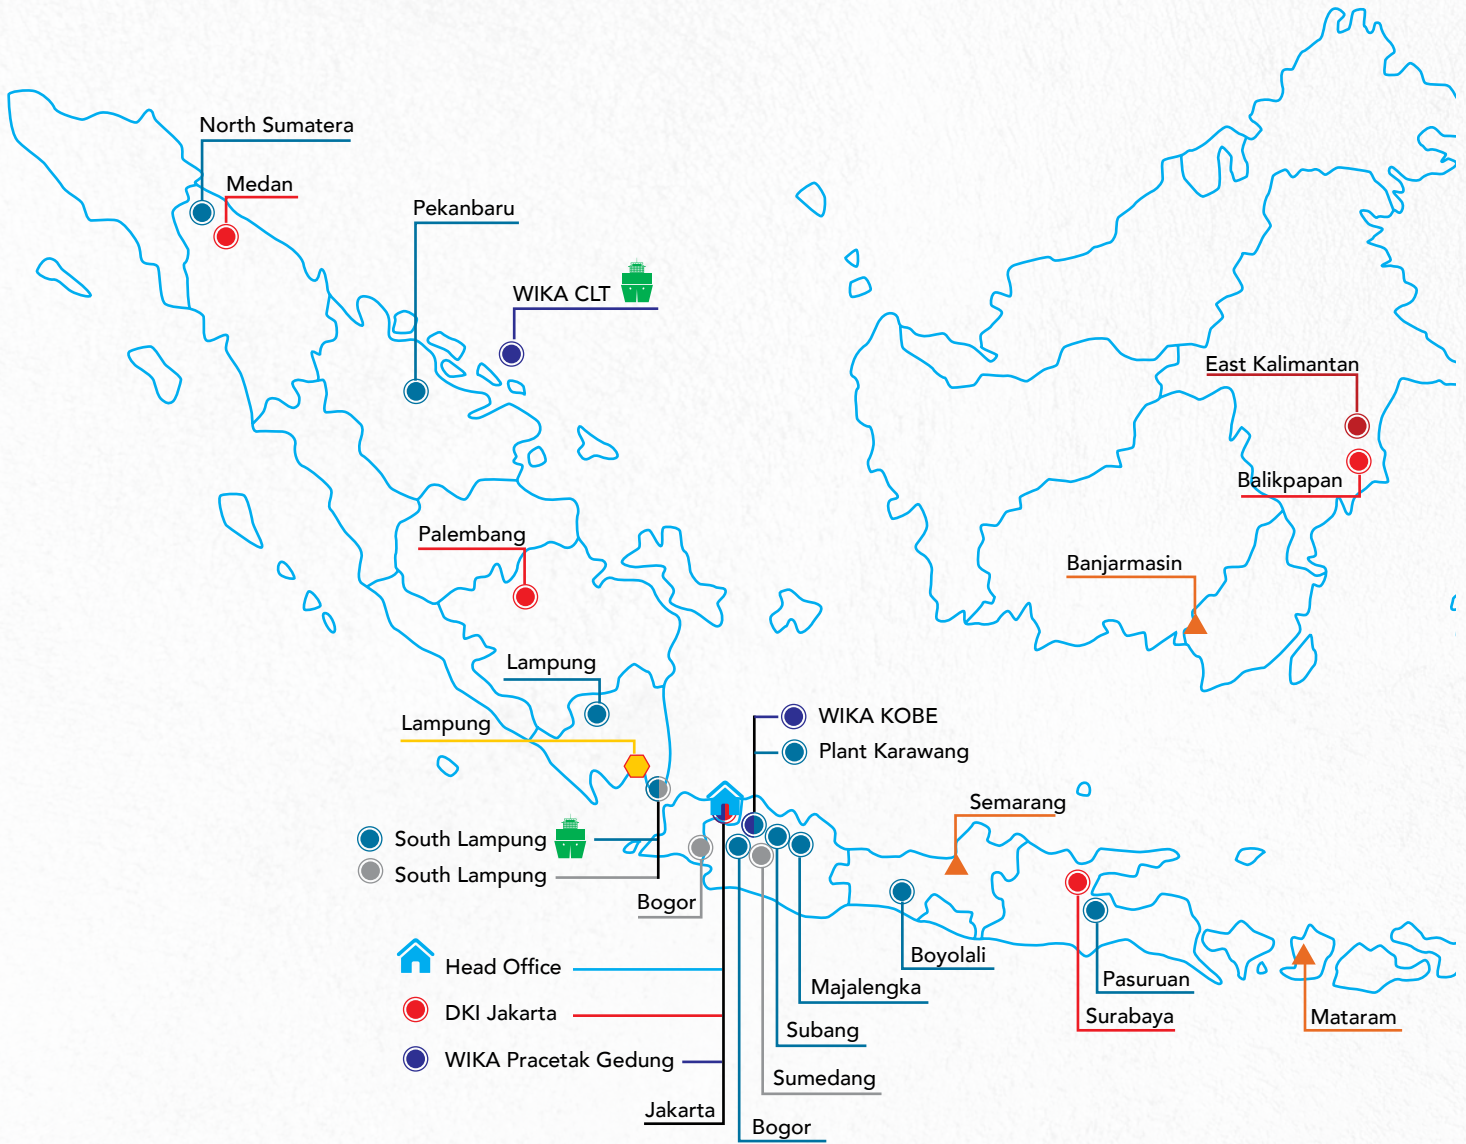 North Sumatera
Medan
Pekanbaru
WIKA CLT
East Kalimantan
Balikpapan
Palembang
Banjarmasin
Lampung
Lampung
WIKA KOBE
Plant Karawang
Semarang
South Lampung
South Lampung
Bogor
Head Office
DKI Jakarta
WIKA Pracetak Gedung
Jakarta
Boyolali
Majalengka
Subang
Sumedang
Bogor
Pasuruan
Surabaya
Mataram